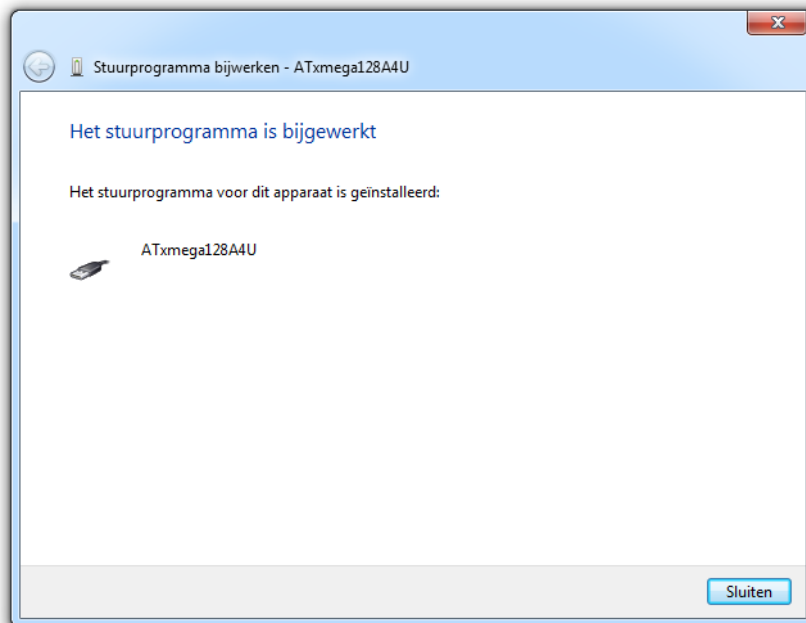 Stuurprogramma bijwerken - ATxmega128A4U
Het stuurprogramma is bijgewerkt
Het stuurprogramma voor dit apparaat is geïnstalleerd:
ATxmega128A4U
Sluiten